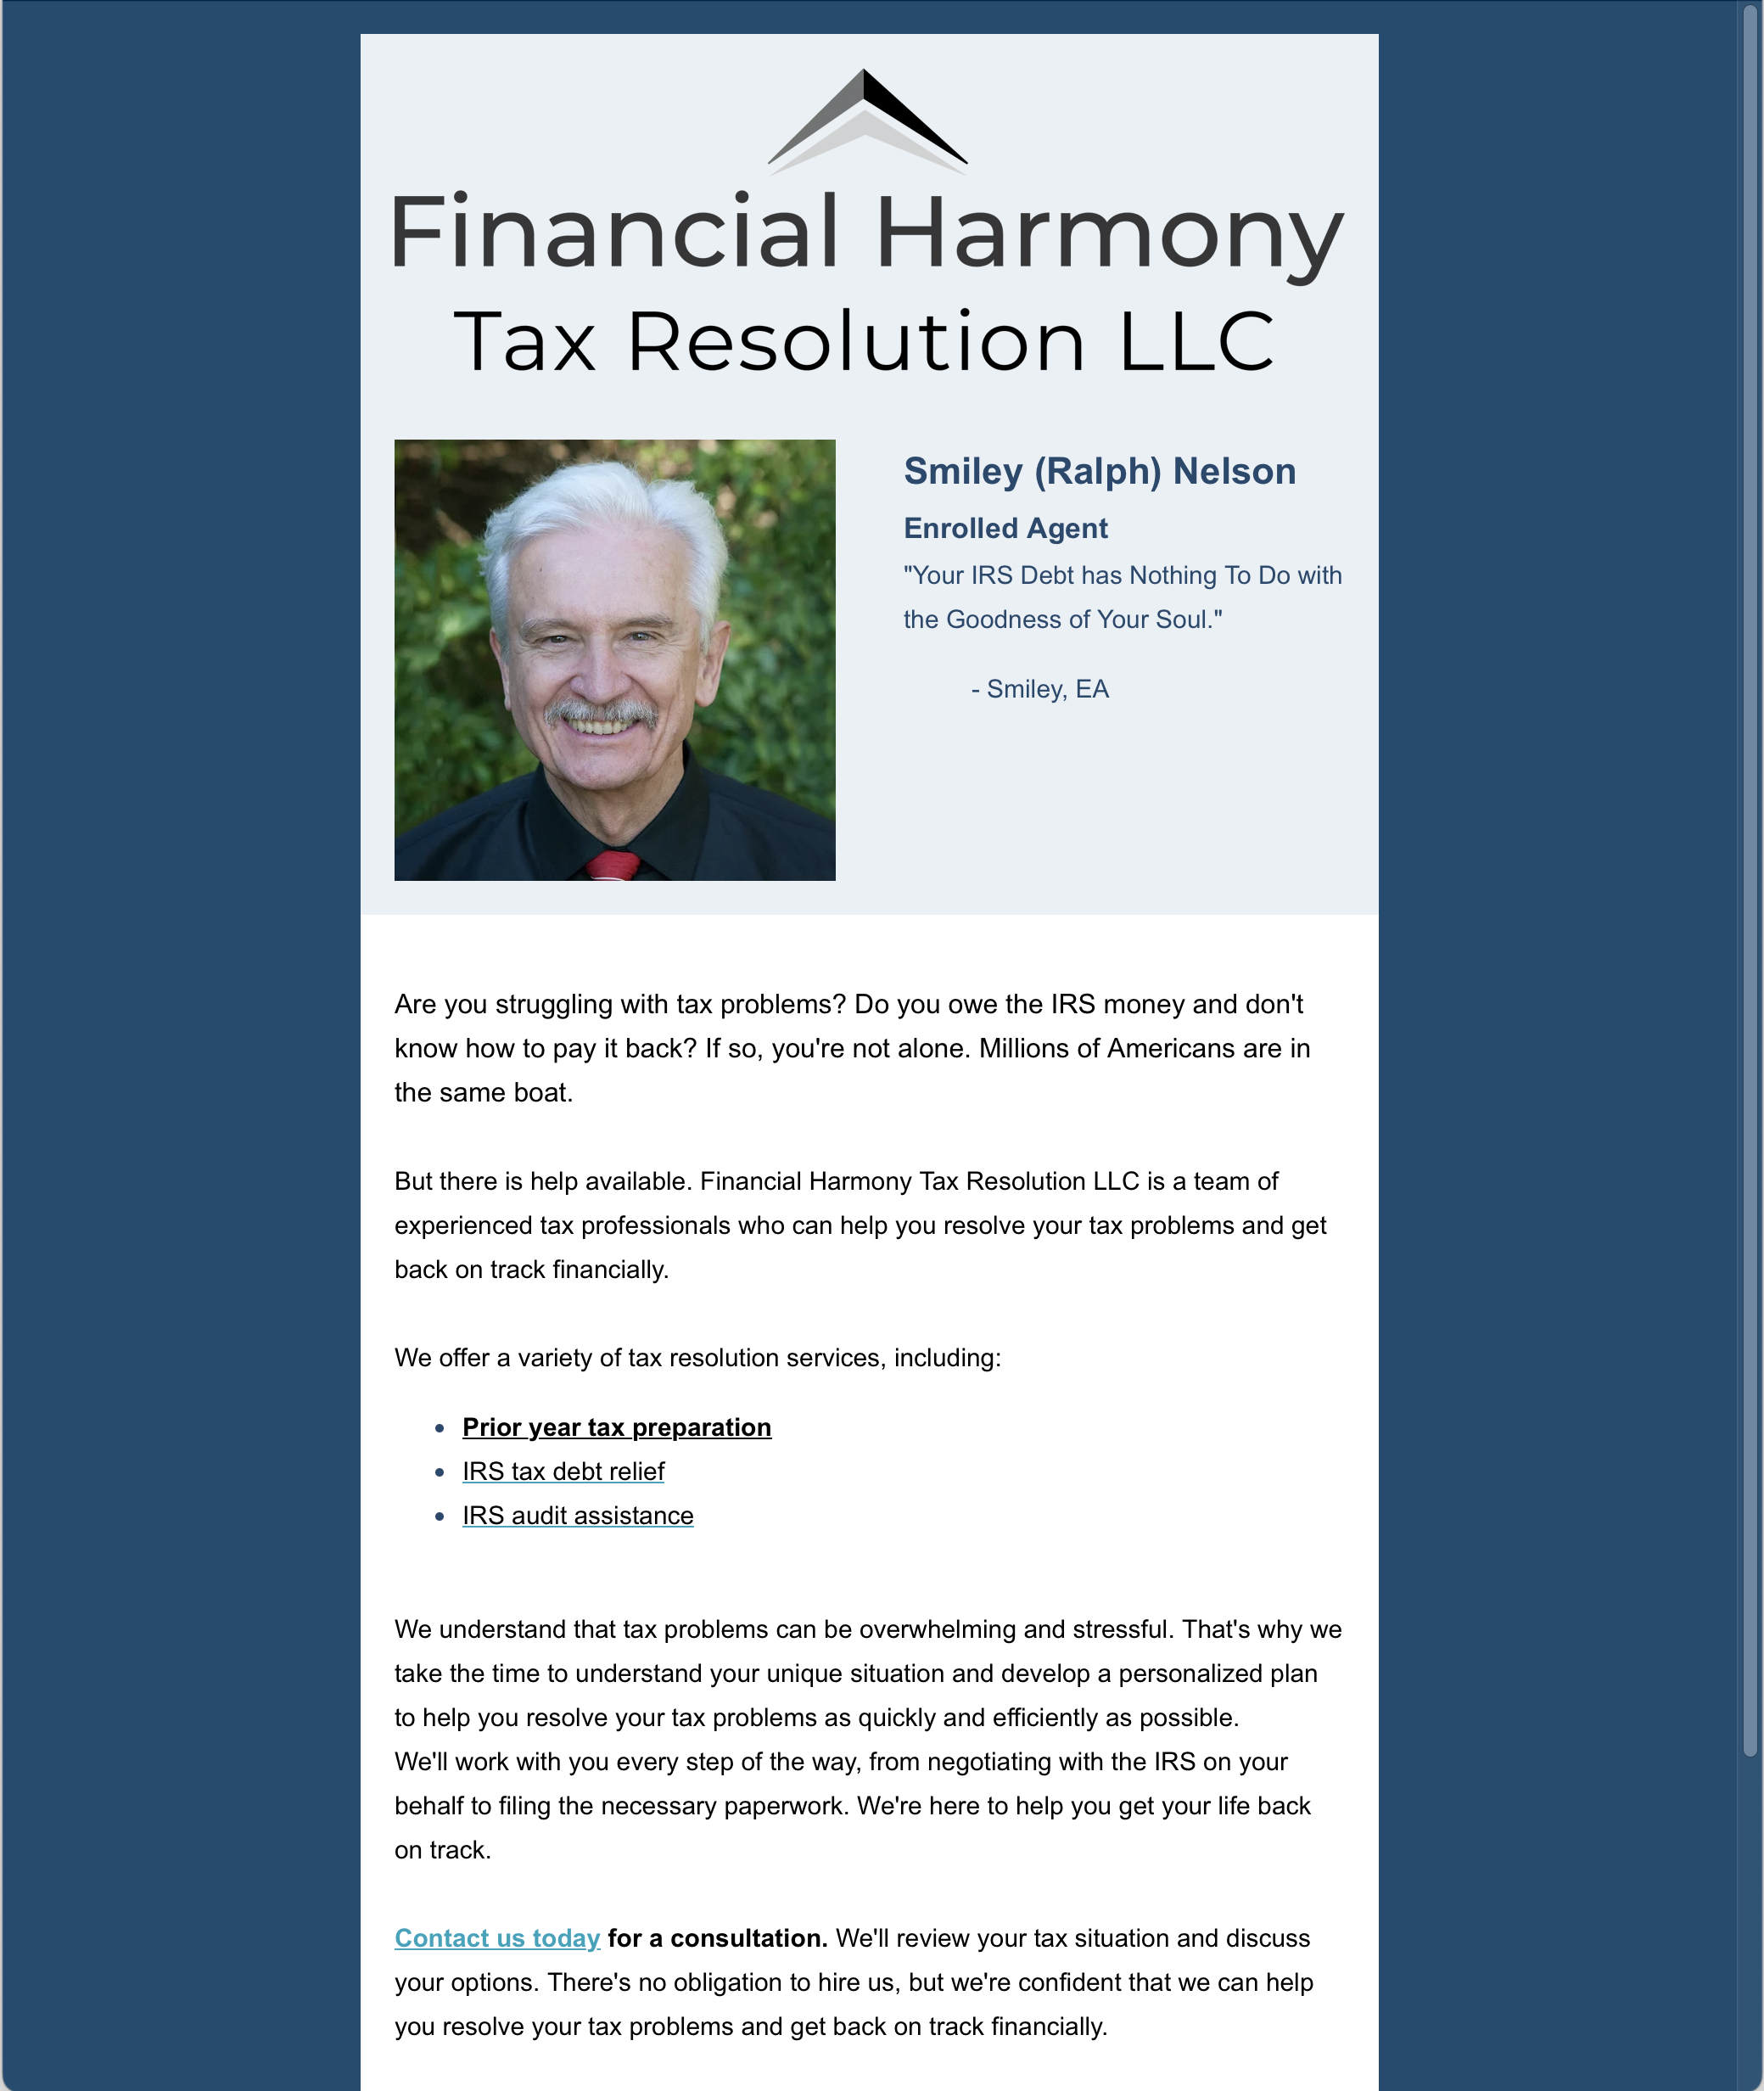 Financial Harmony
Tax Resolution LLC
Smiley (Ralph) Nelson
Enrolled Agent
"Your IRS Debt has Nothing To Do with
the Goodness of Your Soul."
- Smiley, EA
Are you struggling with tax problems? Do you owe the IRS money and don't
know how to pay it back? If so, you're not alone. Millions of Americans are in
the same boat.
But there is help available. Financial Harmony Tax Resolution LLC is a team of
experienced tax professionals who can help you resolve your tax problems and get
back on track financially.
We offer a variety of tax resolution services, including:
• Prior year tax preparation
• IRS tax debt relief
• IRS audit assistance
We understand that tax problems can be overwhelming and stressful. That's why we
take the time to understand your unique situation and develop a personalized plan
to help you resolve your tax problems as quickly and efficiently as possible.
We'll work with you every step of the way, from negotiating with the IRS on your
behalf to filing the necessary paperwork. We're here to help you get your life back
on track.
Contact us today for a consultation. We'll review your tax situation and discuss
your options. There's no obligation to hire us, but we're confident that we can help
you resolve your tax problems and get back on track financially.